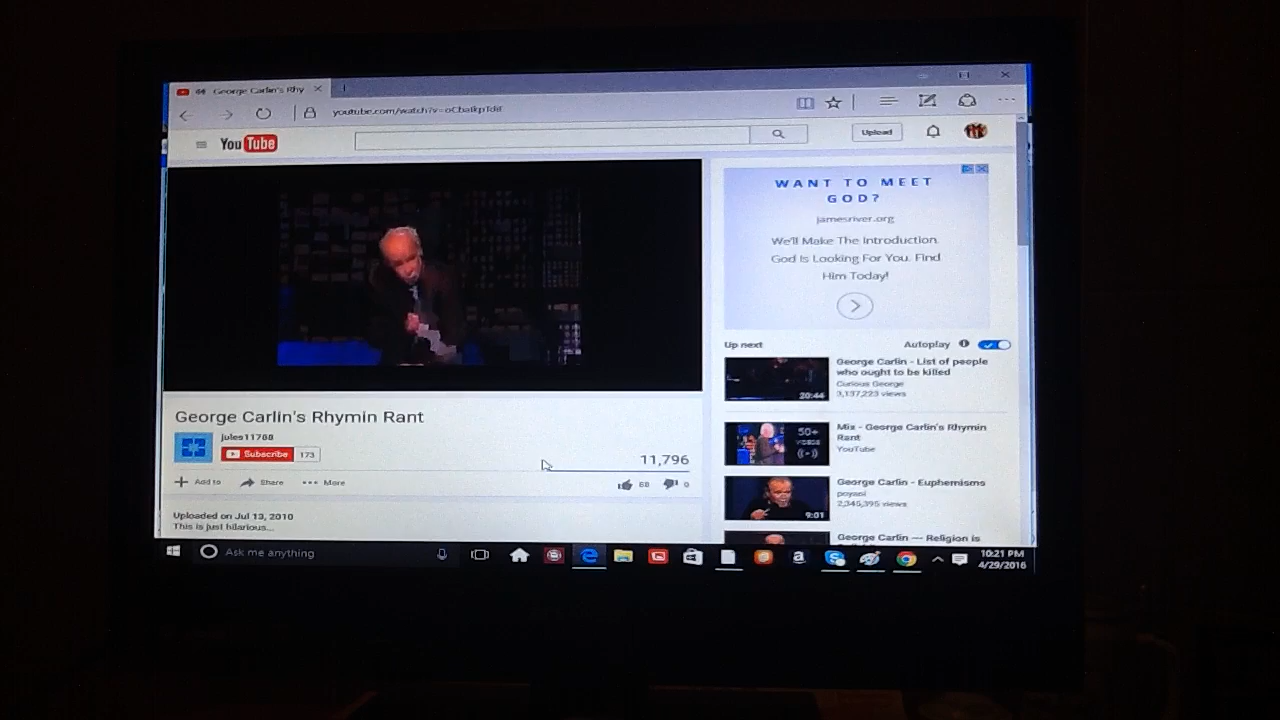 George Carlin's Rhy
YouTube
Upload
WANT TO MEET
GOD?
jamesriver.org
We'll Make The Introduction.
God Is Looking For You. Find
Him Today!
Up next
Autoplay
George Carlin - List of people
who ought to be killed
Curious George
3,137,223 views
20:44
Mix - George Carlin's Rhymin
Rant
YouTube
50+
VIDEOS
George Carlin - Euphemisms
poyani
2,345,395 views
9:01
George Carlin --- Religion is
George Carlin's Rhymin Rant
jules11788
Subscribe 173
11,796
Add to Share More
68 0
Uploaded on Jul 13, 2010
This is just hilarious...
Ask me anything
10:21 PM
4/29/2016